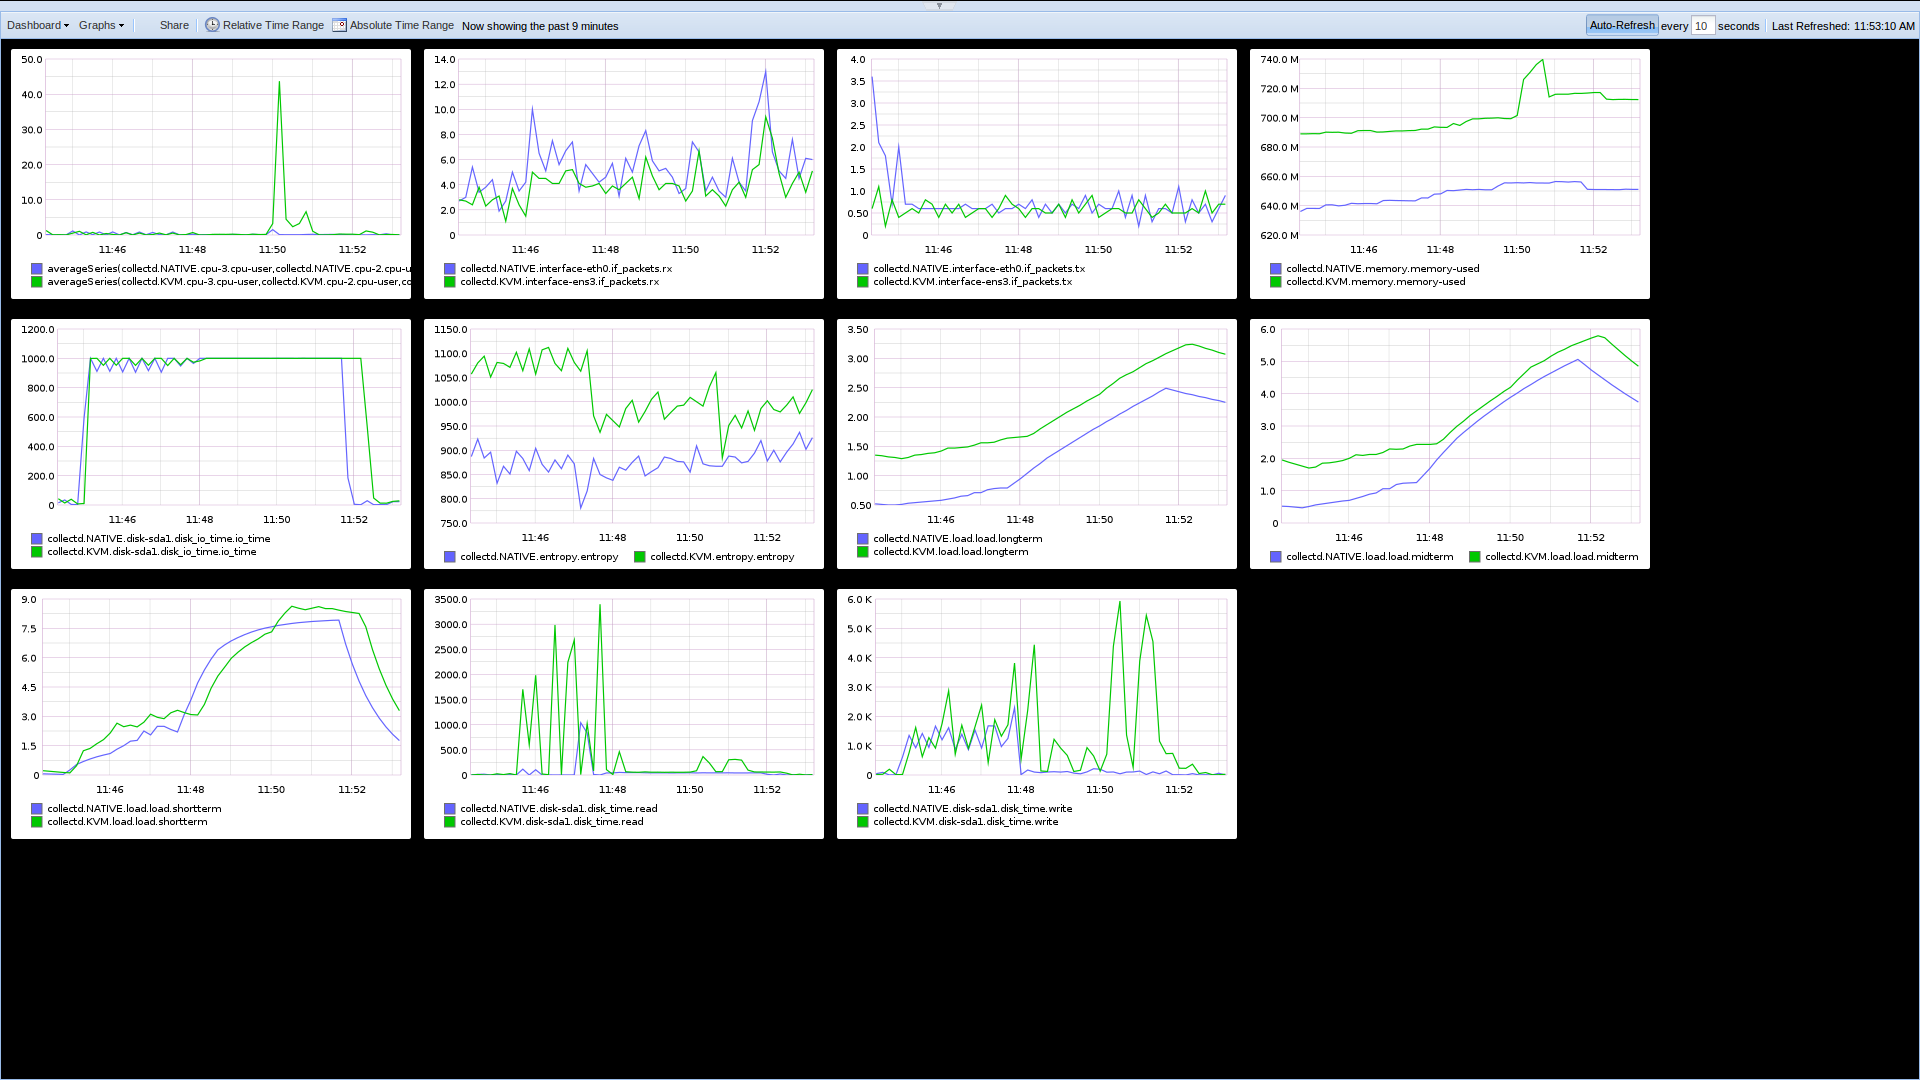 Dashboard Graphs Share Relative Time Range Absolute Time Range Now showing the past 9 minutes Auto-Refresh every 10 seconds Last Refreshed: 11:53:10 AM
50.0
40.0
30.0
20.0
10.0
0
11:46 11:48 11:50 11:52
averageSeries(collectd.NATIVE.cpu-3.cpu-user,collectd.NATIVE.cpu-2.cpu-u
averageSeries(collectd.KVM.cpu-3.cpu-user,collectd.KVM.cpu-2.cpu-user,co
14.0
12.0
10.0
8.0
6.0
4.0
2.0
0
11:46 11:48 11:50 11:52
collectd.NATIVE.interface-eth0.if_packets.rx
collectd.KVM.interface-ens3.if_packets.rx
4.0
3.5
3.0
2.5
2.0
1.5
1.0
0.50
0
11:46 11:48 11:50 11:52
collectd.NATIVE.interface-eth0.if_packets.tx
collectd.KVM.interface-ens3.if_packets.tx
740.0 M
720.0 M
700.0 M
680.0 M
660.0 M
640.0 M
620.0 M
11:46 11:48 11:50 11:52
collectd.NATIVE.memory.memory-used
collectd.KVM.memory.memory-used
1200.0
1000.0
800.0
600.0
400.0
200.0
0
11:46 11:48 11:50 11:52
collectd.NATIVE.disk-sda1.disk_io_time.io_time
collectd.KVM.disk-sda1.disk_io_time.io_time
1150.0
1100.0
1050.0
1000.0
950.0
900.0
850.0
800.0
750.0
11:46 11:48 11:50 11:52
collectd.NATIVE.entropy.entropy collectd.KVM.entropy.entropy
3.50
3.00
2.50
2.00
1.50
1.00
0.50
11:46 11:48 11:50 11:52
collectd.NATIVE.load.load.longterm
collectd.KVM.load.load.longterm
6.0
5.0
4.0
3.0
2.0
1.0
0
11:46 11:48 11:50 11:52
collectd.NATIVE.load.load.midterm collectd.KVM.load.load.midterm
9.0
7.5
6.0
4.5
3.0
1.5
0
11:46 11:48 11:50 11:52
collectd.NATIVE.load.load.shortterm
collectd.KVM.load.load.shortterm
3500.0
3000.0
2500.0
2000.0
1500.0
1000.0
500.0
0
11:46 11:48 11:50 11:52
collectd.NATIVE.disk-sda1.disk_time.read
collectd.KVM.disk-sda1.disk_time.read
6.0 K
5.0 K
4.0 K
3.0 K
2.0 K
1.0 K
0
11:46 11:48 11:50 11:52
collectd.NATIVE.disk-sda1.disk_time.write
collectd.KVM.disk-sda1.disk_time.write